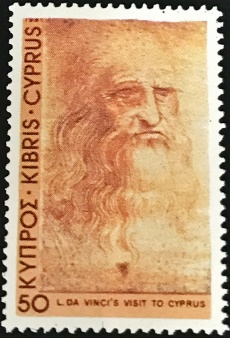 ΚΥΠΡΟΣ · KIBRIS · CYPRUS
50
L. DA VINCI'S VISIT TO CYPRUS